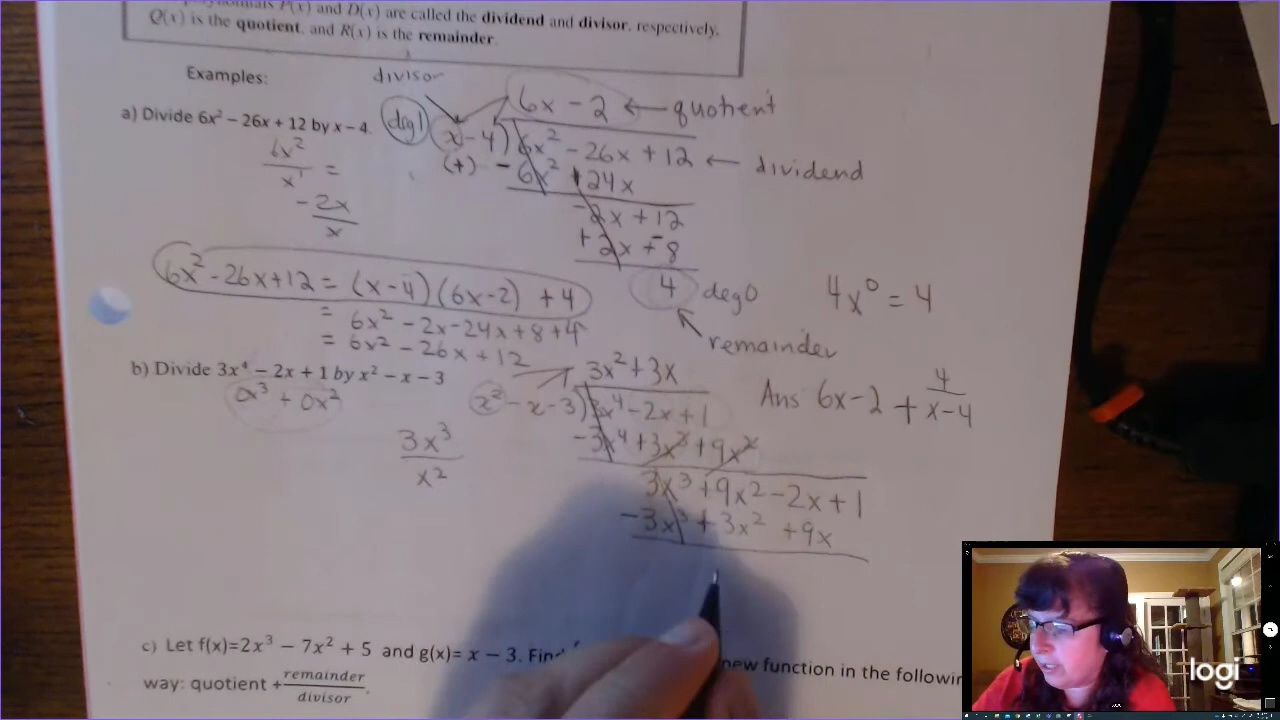 P(x) and D(x) are called the dividend and divisor, respectively,
Q(x) is the quotient, and R(x) is the remainder.
Examples:
divisor
6x - 2 ← quotient
a) Divide 6x² − 26x + 12 by x − 4.
deg 1
x - 4) 6x² - 26x + 12 ← dividend
6x²/x' =
(+) - 6x² + 24x
-2x/x
-2x + 12
+2x + -8
6x² - 26x + 12 = (x-4)(6x-2) + 4
4 deg 0
4x⁰ = 4
= 6x² - 2x - 24x + 8 + 4
= 6x² - 26x + 12
remainder
b) Divide 3x⁴ − 2x + 1 by x² − x − 3
3x² + 3x
Ans 6x-2 + 4/x-4
0x³ + 0x²
x² - x - 3) 3x⁴ - 2x + 1
3x³/x²
-3x⁴ + 3x³ + 9x²
3x³ + 9x² - 2x + 1
-3x³ + 3x² + 9x
c) Let f(x)=2x³ − 7x² + 5 and g(x)= x − 3. Find new function in the following
way: quotient + remainder/divisor.
logi